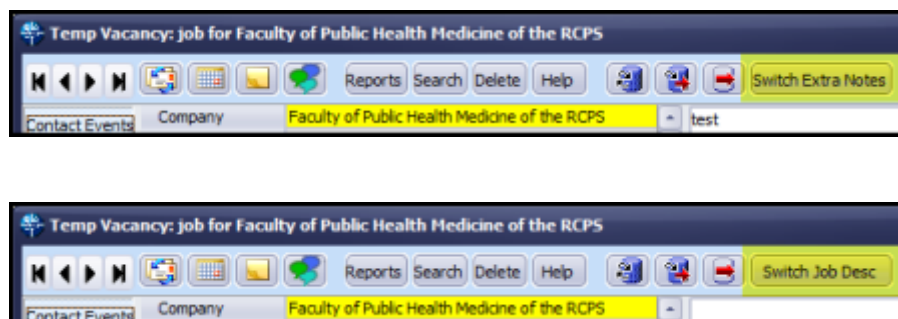 Temp Vacancy: job for Faculty of Public Health Medicine of the RCPS
Reports Search Delete Help Switch Extra Notes
Contact Events Company Faculty of Public Health Medicine of the RCPS test
Temp Vacancy: job for Faculty of Public Health Medicine of the RCPS
Reports Search Delete Help Switch Job Desc
Contact Events Company Faculty of Public Health Medicine of the RCPS